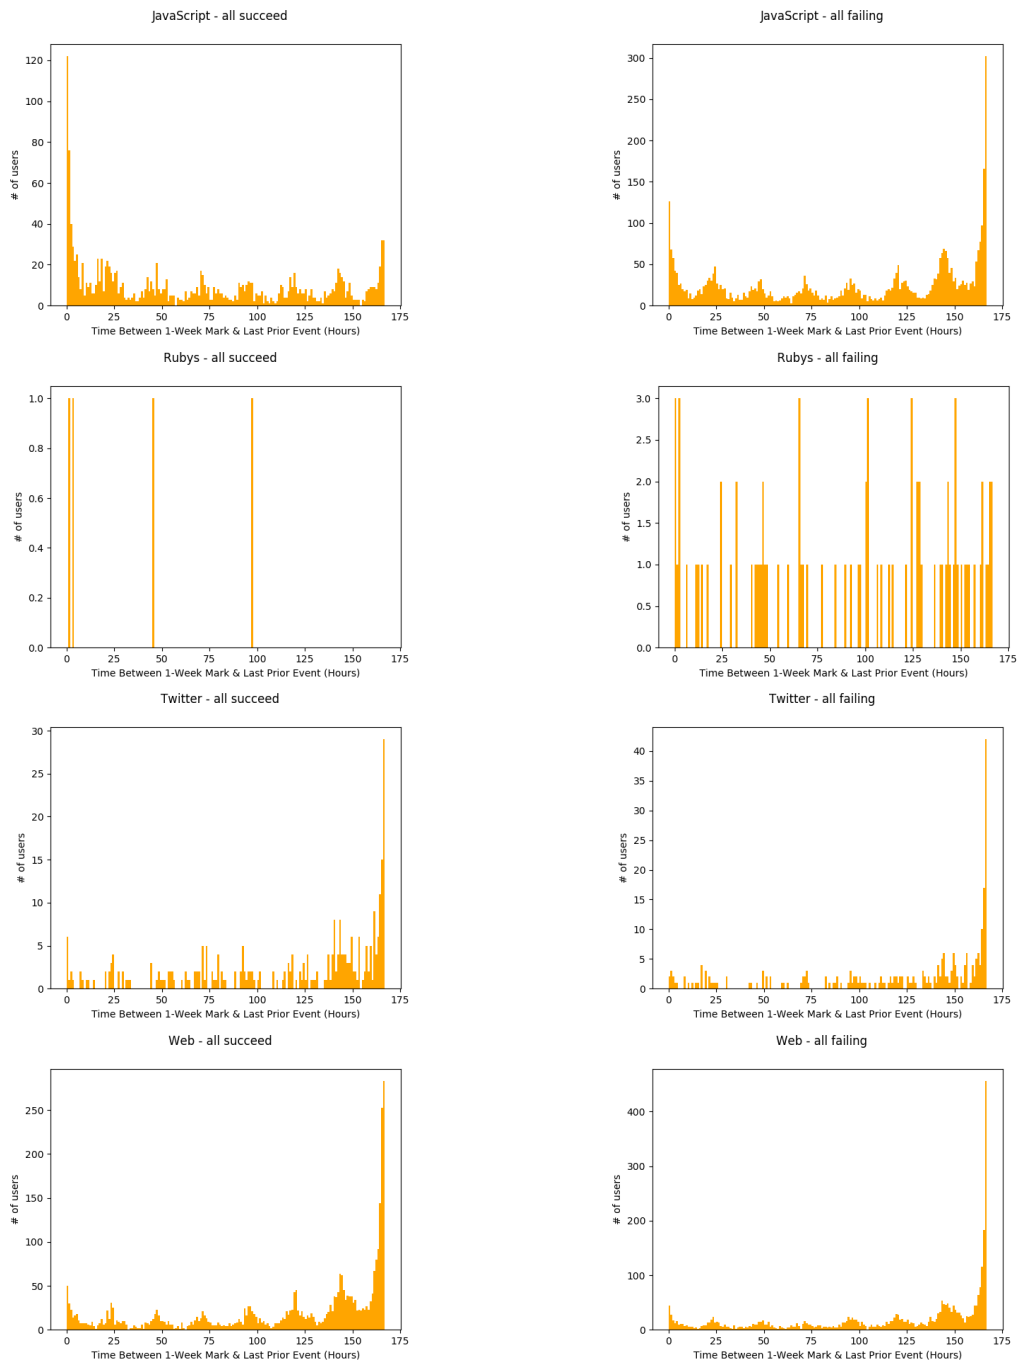 JavaScript - all succeed
120
100
80
60
40
20
0
# of users
0 25 50 75 100 125 150 175
Time Between 1-Week Mark & Last Prior Event (Hours)
JavaScript - all failing
300
250
200
150
100
50
0
# of users
0 25 50 75 100 125 150 175
Time Between 1-Week Mark & Last Prior Event (Hours)
Rubys - all succeed
1.0
0.8
0.6
0.4
0.2
0.0
# of users
0 25 50 75 100 125 150 175
Time Between 1-Week Mark & Last Prior Event (Hours)
Rubys - all failing
3.0
2.5
2.0
1.5
1.0
0.5
0.0
# of users
0 25 50 75 100 125 150 175
Time Between 1-Week Mark & Last Prior Event (Hours)
Twitter - all succeed
30
25
20
15
10
5
0
# of users
0 25 50 75 100 125 150 175
Time Between 1-Week Mark & Last Prior Event (Hours)
Twitter - all failing
40
35
30
25
20
15
10
5
0
# of users
0 25 50 75 100 125 150 175
Time Between 1-Week Mark & Last Prior Event (Hours)
Web - all succeed
250
200
150
100
50
0
# of users
0 25 50 75 100 125 150 175
Time Between 1-Week Mark & Last Prior Event (Hours)
Web - all failing
400
300
200
100
0
# of users
0 25 50 75 100 125 150 175
Time Between 1-Week Mark & Last Prior Event (Hours)